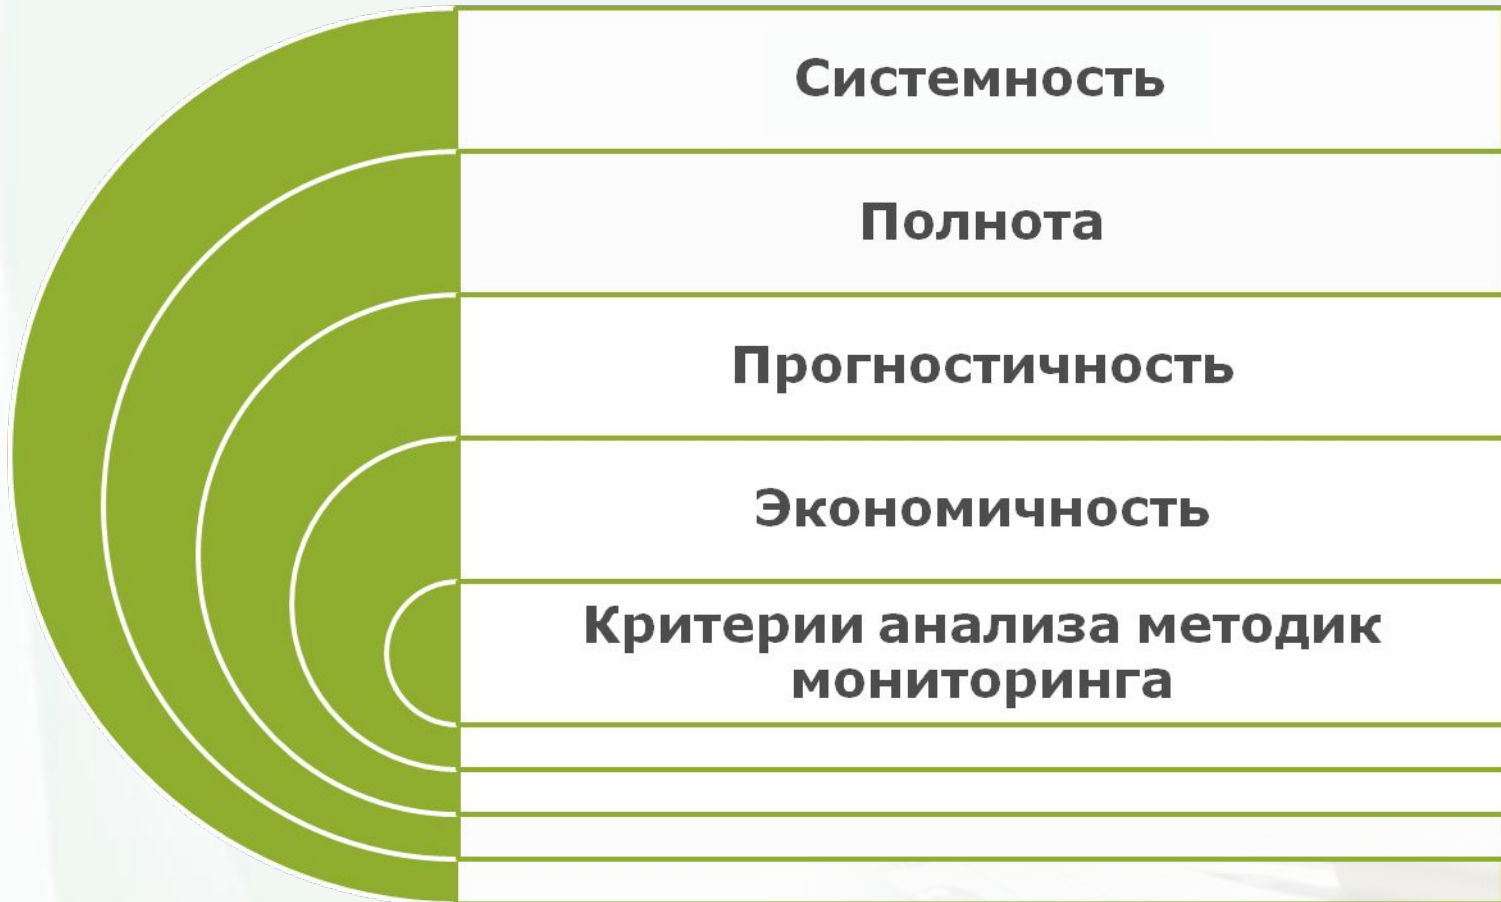 Системность
Полнота
Прогностичность
Экономичность
Критерии анализа методик
мониторинга